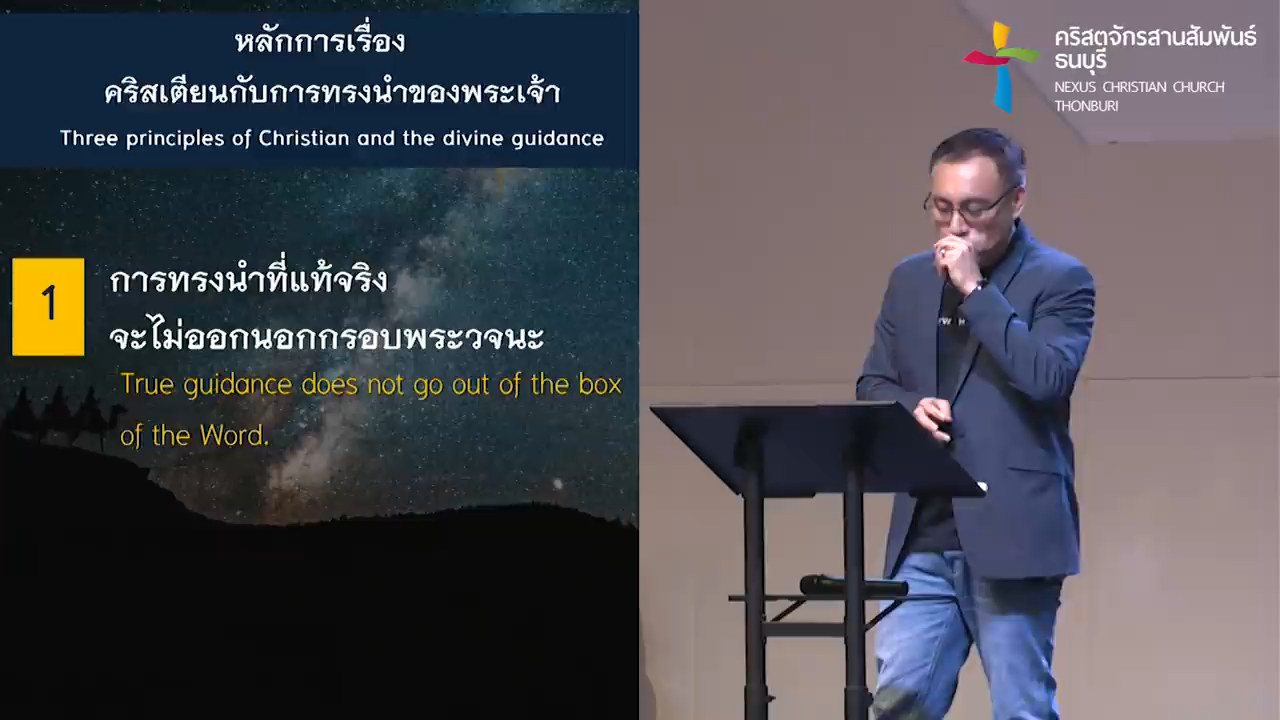 หลักการเรื่อง
คริสเตียนกับการทรงนำของพระเจ้า
Three principles of Christian and the divine guidance
1
การทรงนำที่แท้จริง
จะไม่ออกนอกกรอบพระวจนะ
True guidance does not go out of the box
of the Word.
คริสตจักรสานสัมพันธ์
ธนบุรี
NEXUS CHRISTIAN CHURCH
THONBURI